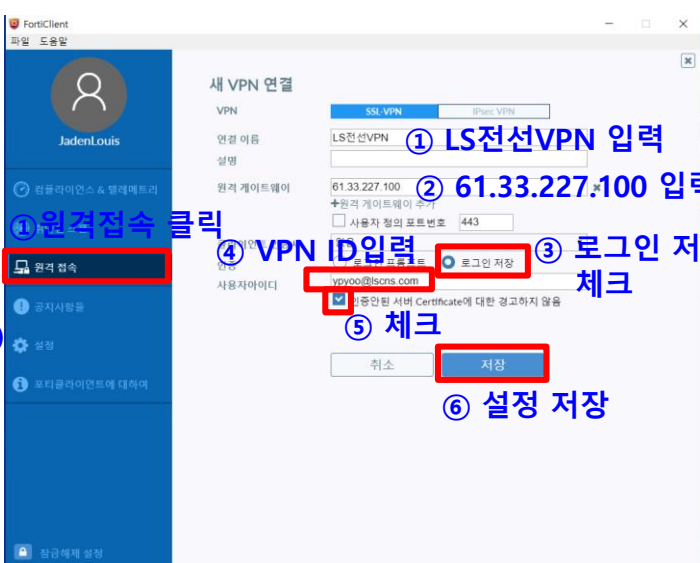 FortiClient
파일 도움말
JadenLouis
새 VPN 연결
VPN SSL-VPN IPsec VPN
연결 이름 LS전선VPN ① LS전선VPN 입력
설명
컴플라이언스 & 텔레메트리
원격 게이트웨이 61.33.227.100 ② 61.33.227.100 입력
+원격 게이트웨이 추가
사용자 정의 포트번호 443
①원격접속 클릭
④ VPN ID입력
③ 로그인 저
체크
원격 접속
로그인 프롬프트 로그인 저장
사용자아이디 ypyoo@lscns.com
인증안된 서버 Certificate에 대한 경고하지 않음
⑤ 체크
공지사항들
설정
취소 저장
포티클라이언트에 대하여
⑥ 설정 저장
잠금해제 설정